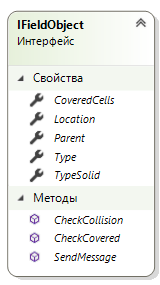 IFieldObject
Интерфейс
Свойства
CoveredCells
Location
Parent
Type
TypeSolid
Методы
CheckCollision
CheckCovered
SendMessage